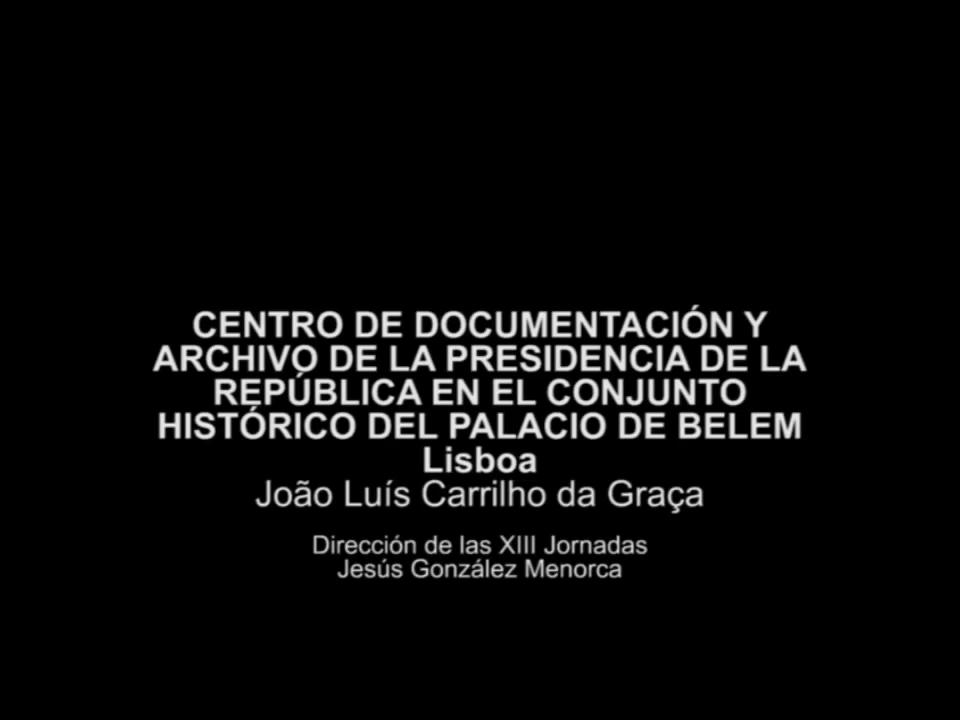 CENTRO DE DOCUMENTACIÓN Y
ARCHIVO DE LA PRESIDENCIA DE LA
REPÚBLICA EN EL CONJUNTO
HISTÓRICO DEL PALACIO DE BELEM
Lisboa
João Luís Carrilho da Graça
Dirección de las XIII Jornadas
Jesús González Menorca